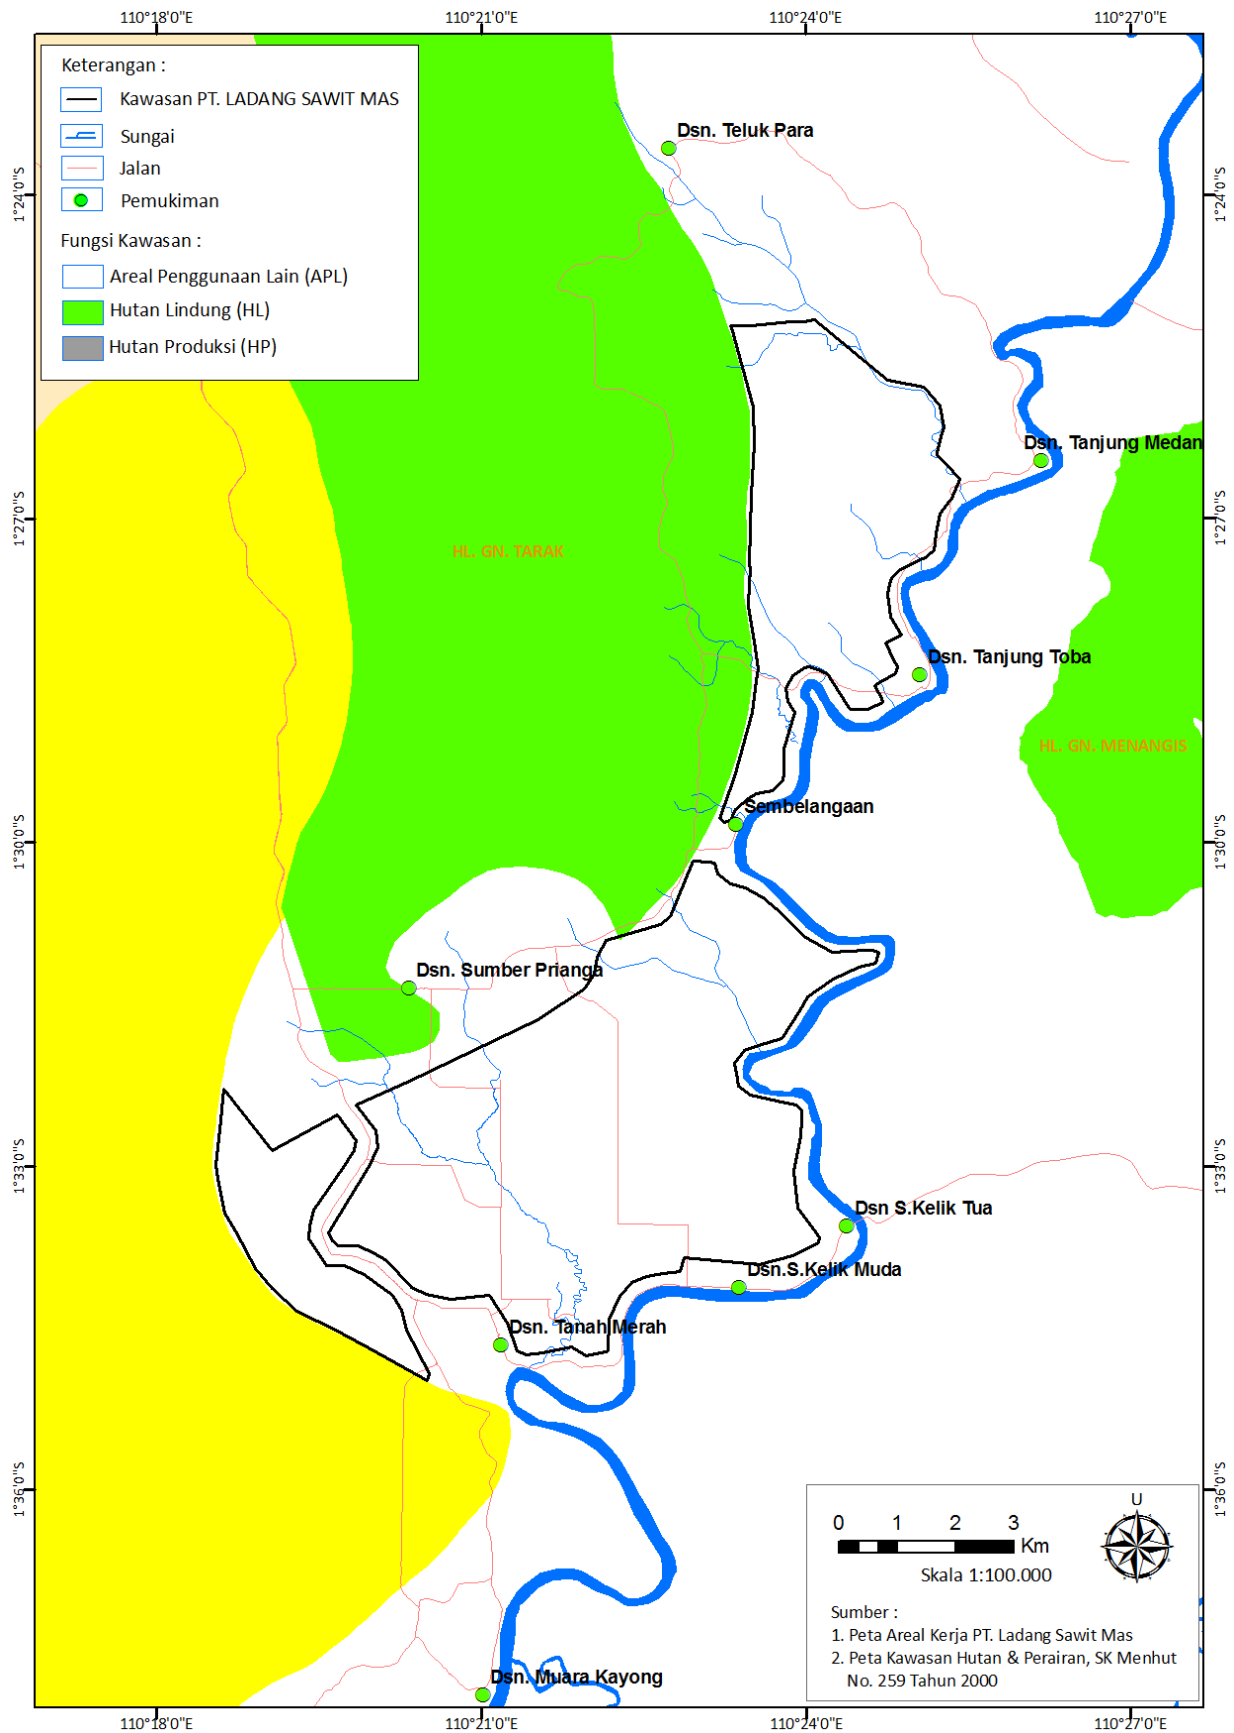 110°18'0"E 110°21'0"E 110°24'0"E 110°27'0"E
Keterangan :
Kawasan PT. LADANG SAWIT MAS
Sungai
Jalan
Pemukiman
Fungsi Kawasan :
Areal Penggunaan Lain (APL)
Hutan Lindung (HL)
Hutan Produksi (HP)
Dsn. Teluk Para
1°24'0"S 1°24'0"S
Dsn. Tanjung Medan
1°27'0"S 1°27'0"S
HL. GN. TARAK
Dsn. Tanjung Toba
HL. GN. MENANGIS
Sembelangaan
1°30'0"S 1°30'0"S
Dsn. Sumber Prianga
1°33'0"S 1°33'0"S
Dsn S.Kelik Tua
Dsn.S.Kelik Muda
Dsn. Tanah Merah
1°36'0"S 1°36'0"S
U
0 1 2 3
Km
Skala 1:100.000
Sumber :
1. Peta Areal Kerja PT. Ladang Sawit Mas
2. Peta Kawasan Hutan & Perairan, SK Menhut
No. 259 Tahun 2000
Dsn. Muara Kayong
110°18'0"E 110°21'0"E 110°24'0"E 110°27'0"E